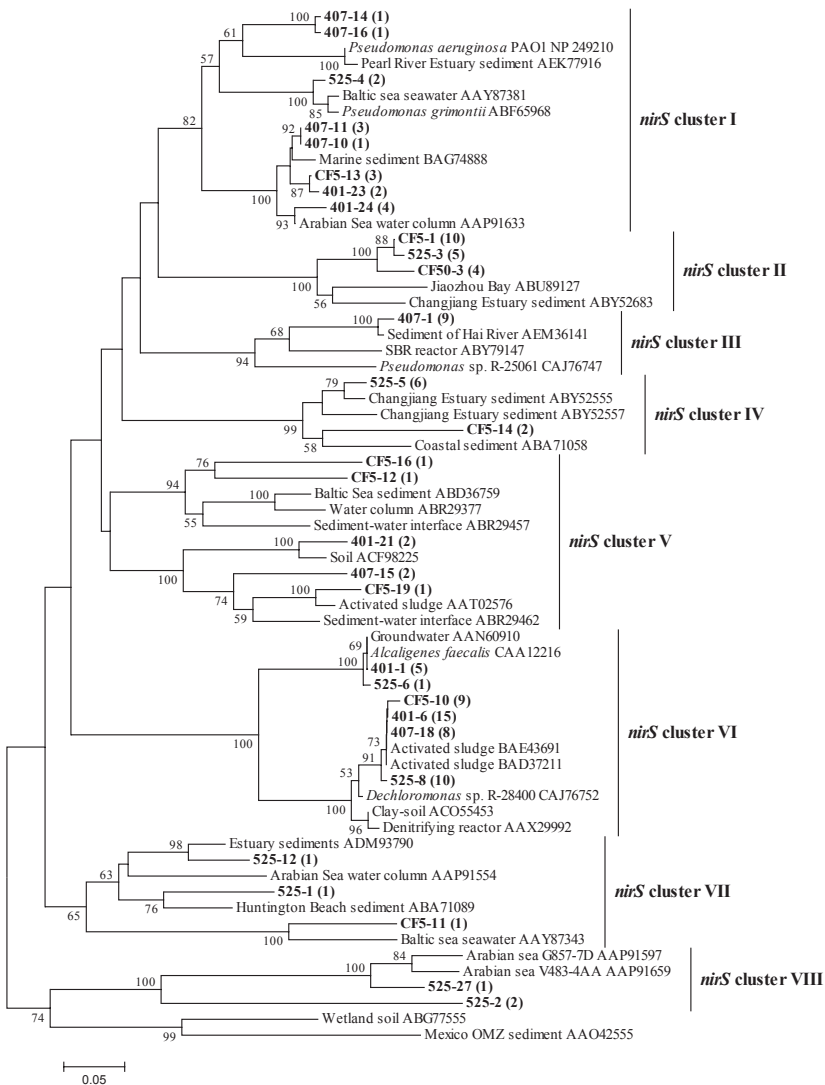 100
407-14 (1)
407-16 (1)
61
Pseudomonas aeruginosa PAO1 NP 249210
100
Pearl River Estuary sediment AEK77916
57
525-4 (2)
100
Baltic sea seawater AAY87381
85
Pseudomonas grimontii ABF65968
82
nirS cluster I
92
407-11 (3)
407-10 (1)
Marine sediment BAG74888
CF5-13 (3)
87
401-23 (2)
100
401-24 (4)
93
Arabian Sea water column AAP91633
88
CF5-1 (10)
525-3 (5)
100
CF50-3 (4)
nirS cluster II
100
Jiaozhou Bay ABU89127
56
Changjiang Estuary sediment ABY52683
100
407-1 (9)
Sediment of Hai River AEM36141
68
SBR reactor ABY79147
nirS cluster III
94
Pseudomonas sp. R-25061 CAJ76747
79
525-5 (6)
Changjiang Estuary sediment ABY52555
Changjiang Estuary sediment ABY52557
nirS cluster IV
99
CF5-14 (2)
58
Coastal sediment ABA71058
76
CF5-16 (1)
CF5-12 (1)
94
100
Baltic Sea sediment ABD36759
Water column ABR29377
55
Sediment-water interface ABR29457
nirS cluster V
100
401-21 (2)
Soil ACF98225
100
407-15 (2)
74
100
CF5-19 (1)
Activated sludge AAT02576
59
Sediment-water interface ABR29462
Groundwater AAN60910
69
Alcaligenes faecalis CAA12216
100
401-1 (5)
525-6 (1)
CF5-10 (9)
401-6 (15)
407-18 (8)
nirS cluster VI
100
73
Activated sludge BAE43691
91
Activated sludge BAD37211
53
525-8 (10)
Dechloromonas sp. R-28400 CAJ76752
100
Clay-soil ACO55453
96
Denitrifying reactor AAX29992
98
Estuary sediments ADM93790
525-12 (1)
63
Arabian Sea water column AAP91554
525-1 (1)
nirS cluster VII
76
Huntington Beach sediment ABA71089
65
CF5-11 (1)
100
Baltic sea seawater AAY87343
84
Arabian sea G857-7D AAP91597
100
Arabian sea V483-4AA AAP91659
100
525-27 (1)
nirS cluster VIII
525-2 (2)
74
Wetland soil ABG77555
99
Mexico OMZ sediment AAO42555
0.05